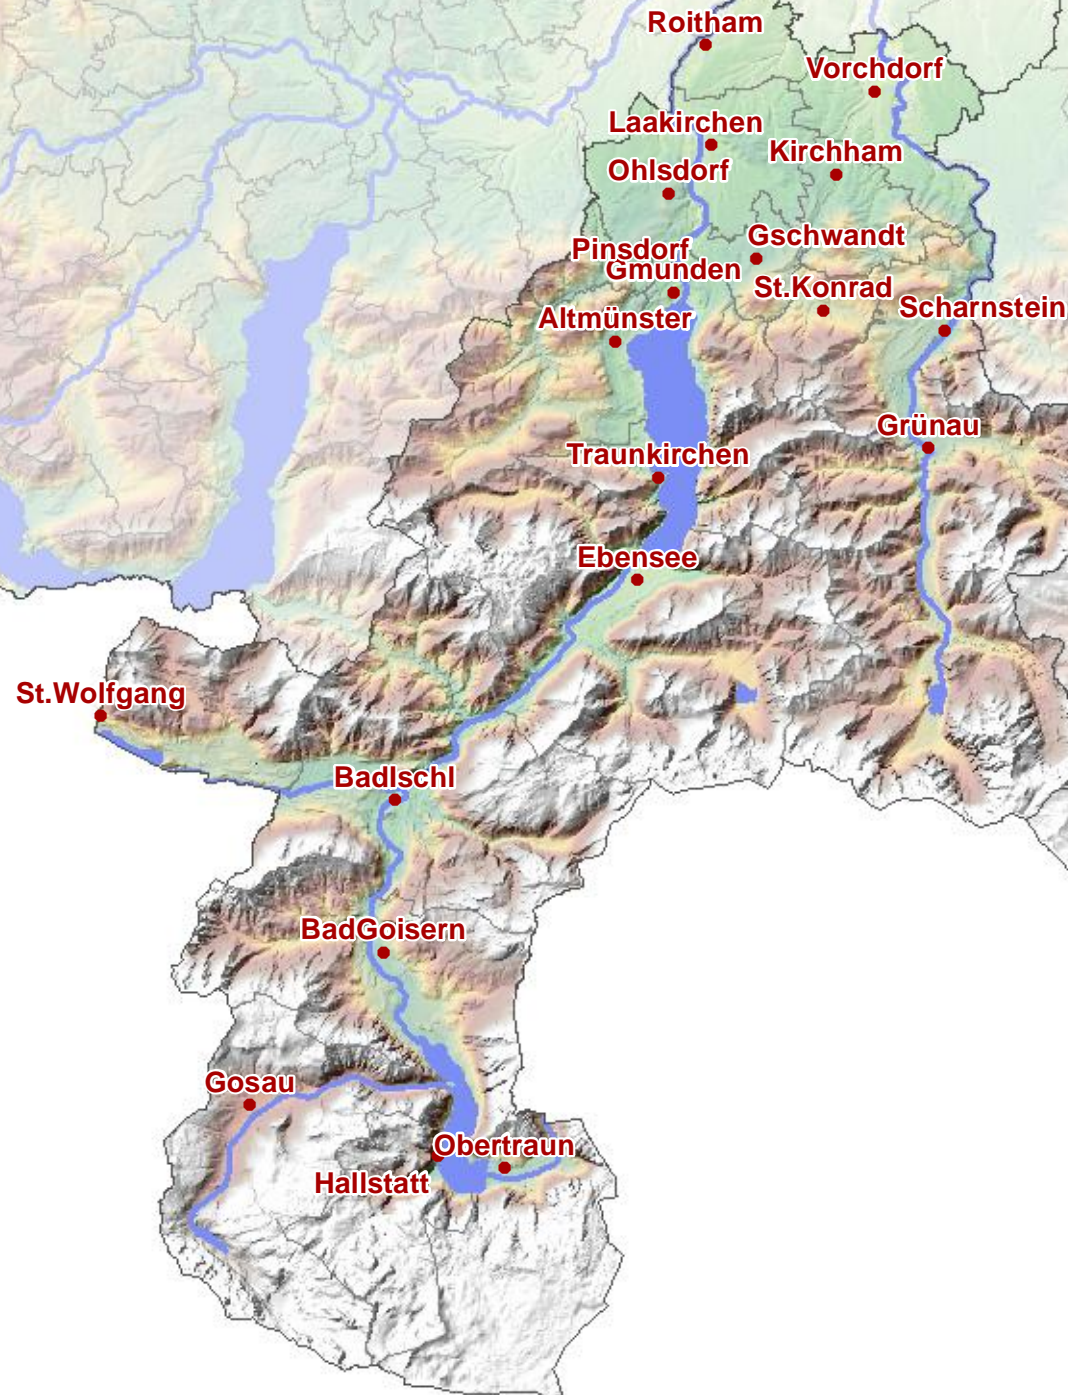 Roitham
Vorchdorf
Laakirchen
Kirchham
Ohlsdorf
Gschwandt
Pinsdorf
Gmunden
St.Konrad
Scharnstein
Altmünster
Grünau
Traunkirchen
Ebensee
St.Wolfgang
BadIschl
BadGoisern
Gosau
Obertraun
Hallstatt